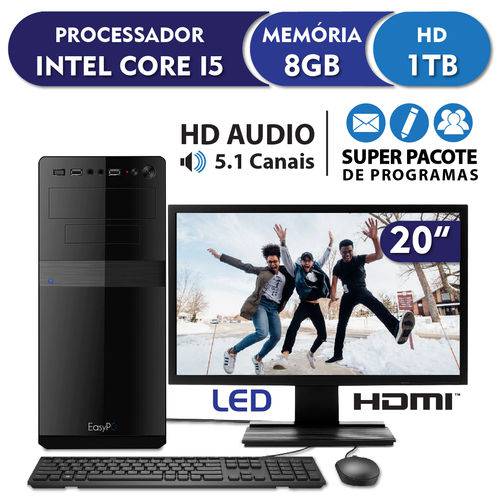 PROCESSADOR
INTEL CORE I5
MEMÓRIA
8GB
HD
1TB
HD AUDIO
5.1 Canais
SUPER PACOTE
DE PROGRAMAS
20"
EasyPC
LED
HDMI™